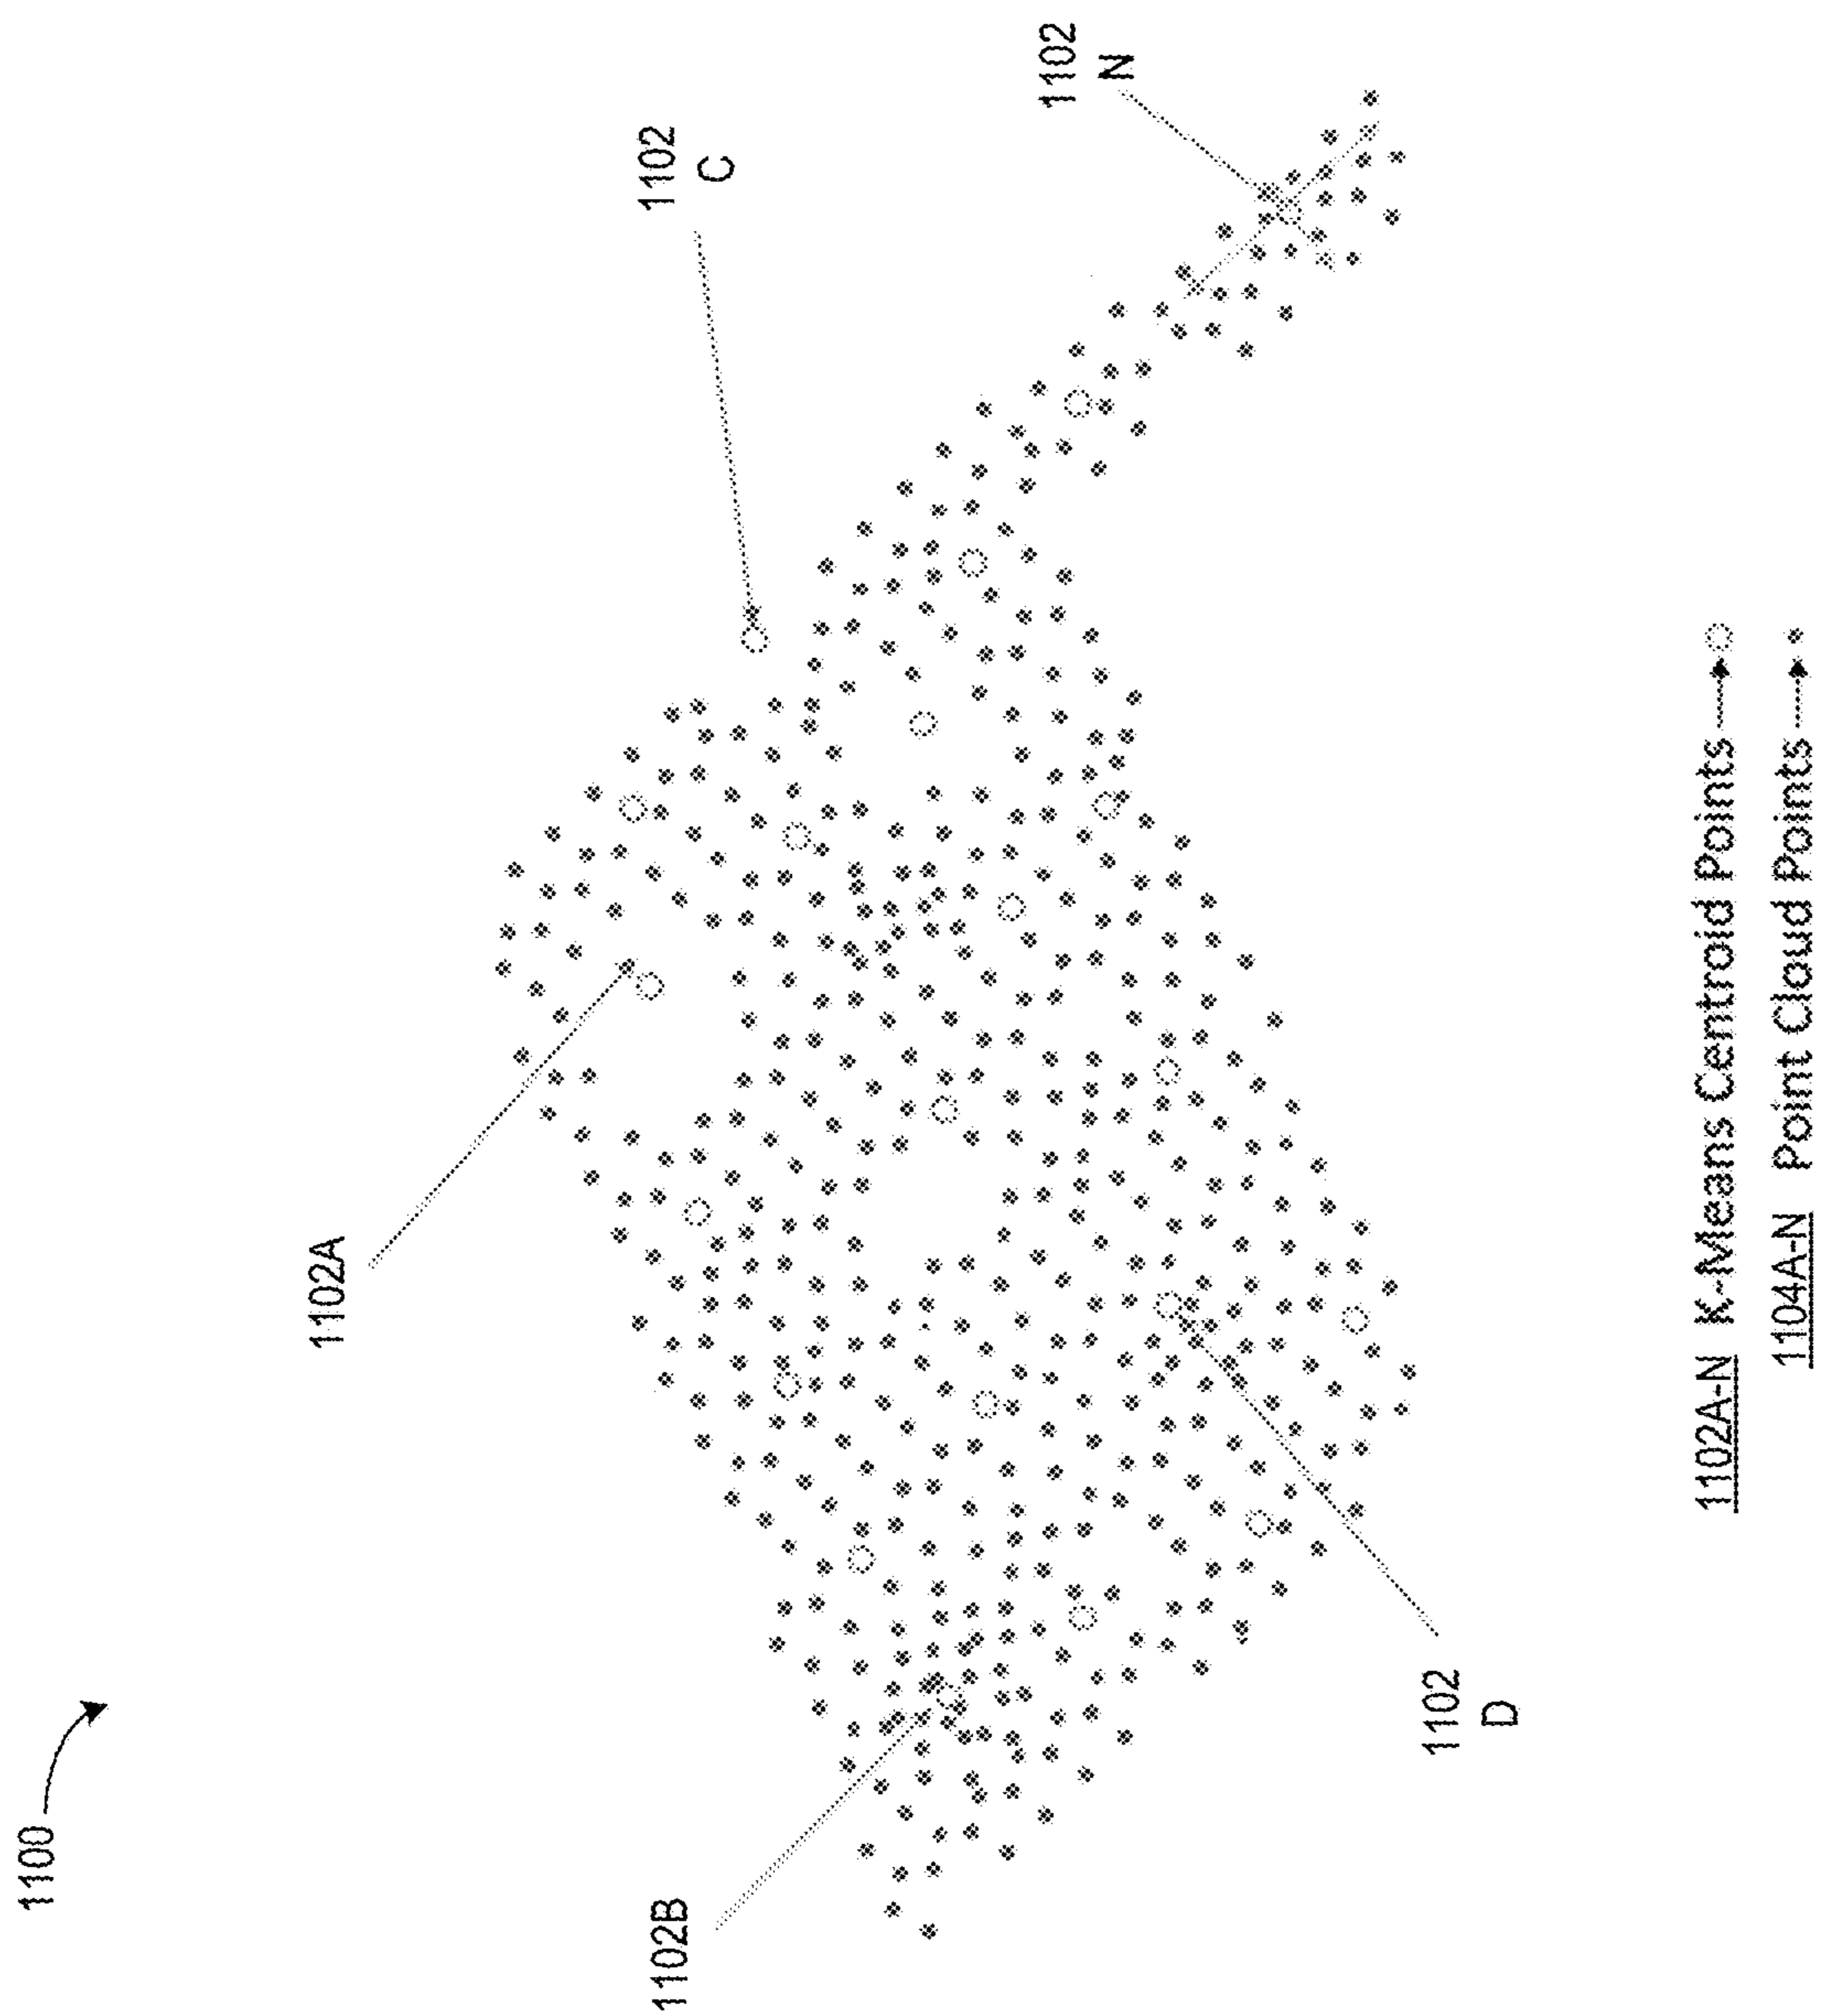 1100
1102A
1102B
1102
C
1102
D
1102
N
1102A-N K-Means Centroid Points
1104A-N Point Cloud Points